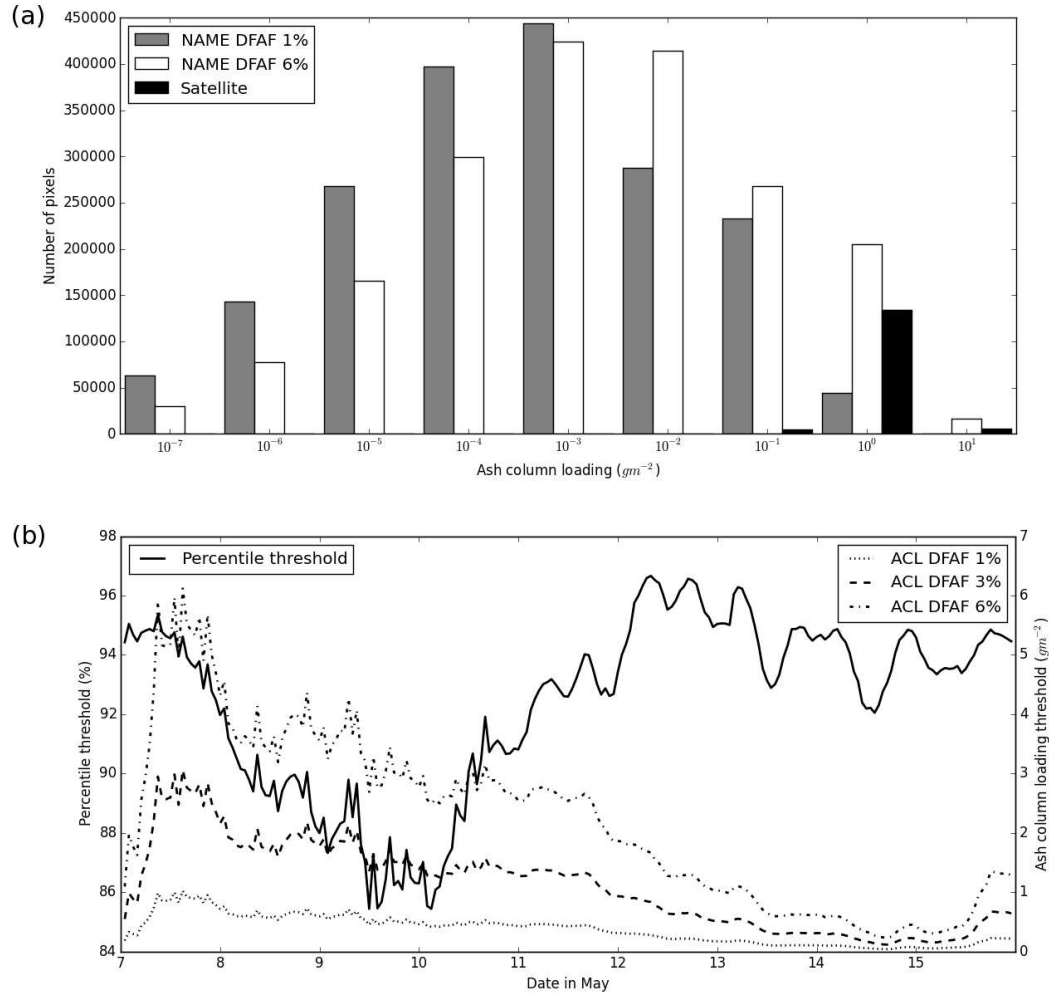 (a)
450000
400000
350000
300000
250000
200000
150000
100000
50000
0
Number of pixels
NAME DFAF 1%
NAME DFAF 6%
Satellite
10⁻⁷ 10⁻⁶ 10⁻⁵ 10⁻⁴ 10⁻³ 10⁻² 10⁻¹ 10⁰ 10¹
Ash column loading (gm⁻²)
(b)
98
96
94
92
90
88
86
84
Percentile threshold (%)
Percentile threshold
ACL DFAF 1%
ACL DFAF 3%
ACL DFAF 6%
7
6
5
4
3
2
1
0
Ash column loading threshold (gm⁻²)
7 8 9 10 11 12 13 14 15
Date in May